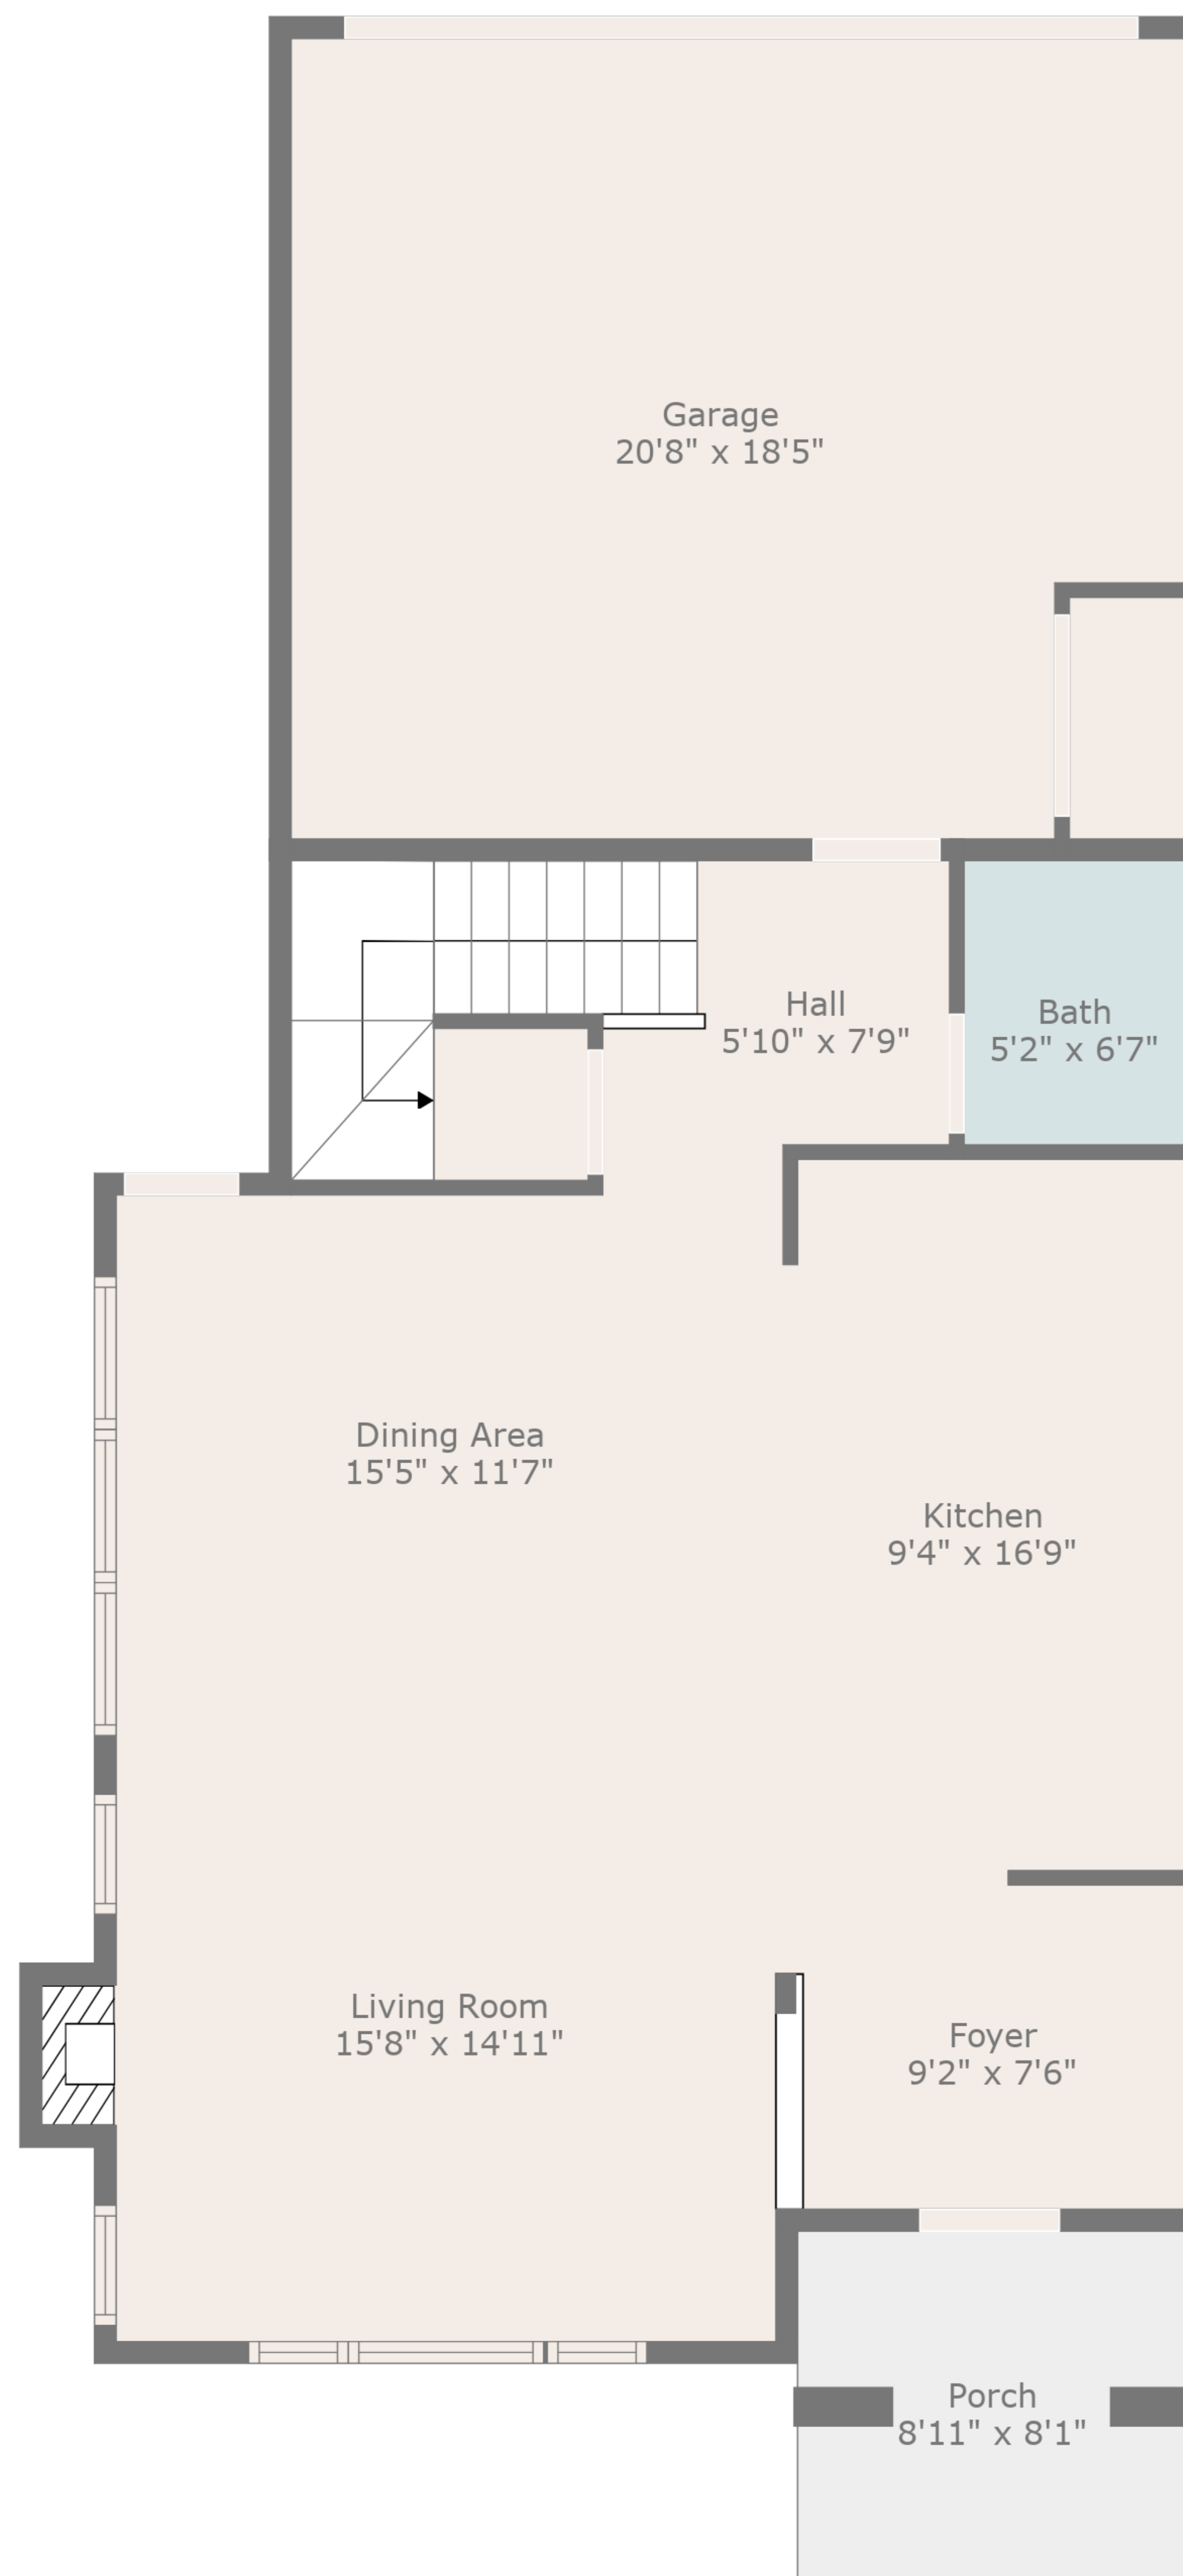 Garage
20'8" x 18'5"
Hall
5'10" x 7'9"
Bath
5'2" x 6'7"
Dining Area
15'5" x 11'7"
Kitchen
9'4" x 16'9"
Living Room
15'8" x 14'11"
Foyer
9'2" x 7'6"
Porch
8'11" x 8'1"